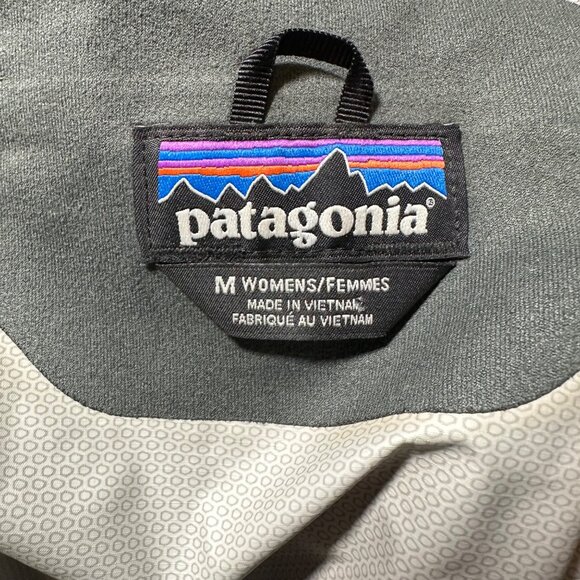 patagonia®
M WOMENS/FEMMES
MADE IN VIETNAM
FABRIQUÉ AU VIETNAM